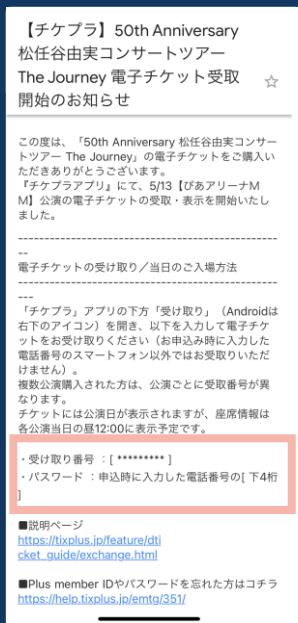 【チケプラ】50th Anniversary
松任谷由実コンサートツアー
The Journey 電子チケット受取
開始のお知らせ
この度は、「50th Anniversary 松任谷由実コンサー
トツアー The Journey」の電子チケットをご購入い
ただきありがとうございます。
『チケプラアプリ』にて、5/13【ぴあアリーナM
M】公演の電子チケットの受取・表示を開始いたし
ました。
-------------------------------------------------
--
電子チケットの受け取り／当日のご入場方法
-------------------------------------------------
---
「チケプラ」アプリの下方「受け取り」（Androidは
右下のアイコン）を開き、以下を入力して電子チケ
ットをお受け取りください（お申込み時に入力した
電話番号のスマートフォン以外ではお受取りいただ
けません）。
複数公演購入された方は、公演ごとに受取番号が異
なります。
チケットには公演日が表示されますが、座席情報は
各公演当日の昼12:00に表示予定です。
・受け取り番号 ：[ ********* ]
・パスワード ：申込時に入力した電話番号の[ 下4桁
]
■説明ページ
https://tixplus.jp/feature/dti
cket_guide/exchange.html
■Plus member IDやパスワードを忘れた方はコチラ
https://help.tixplus.jp/emtg/351/